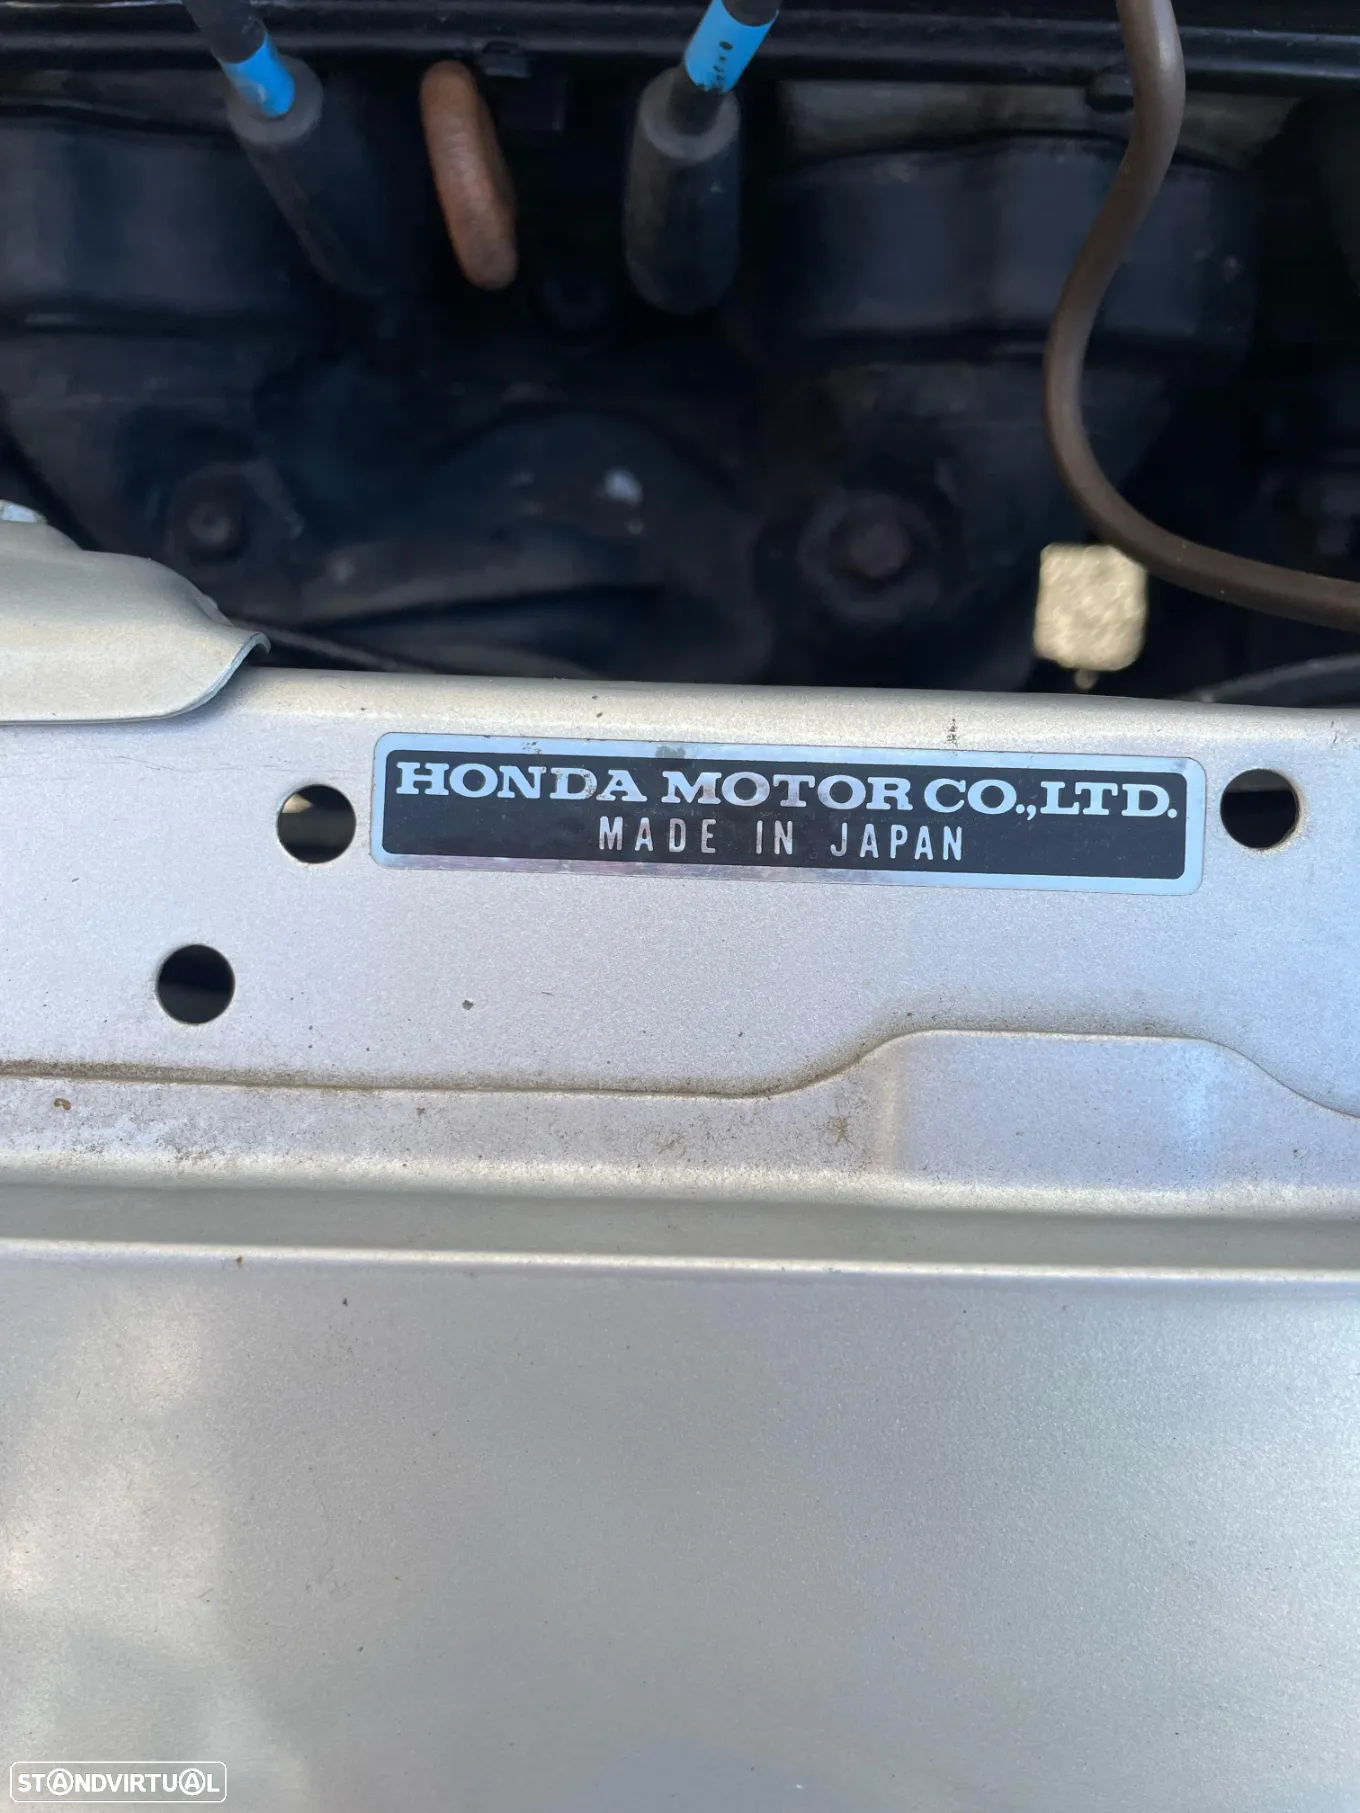 HONDA MOTOR CO.,LTD.
MADE IN JAPAN
STANDVIRTUAL